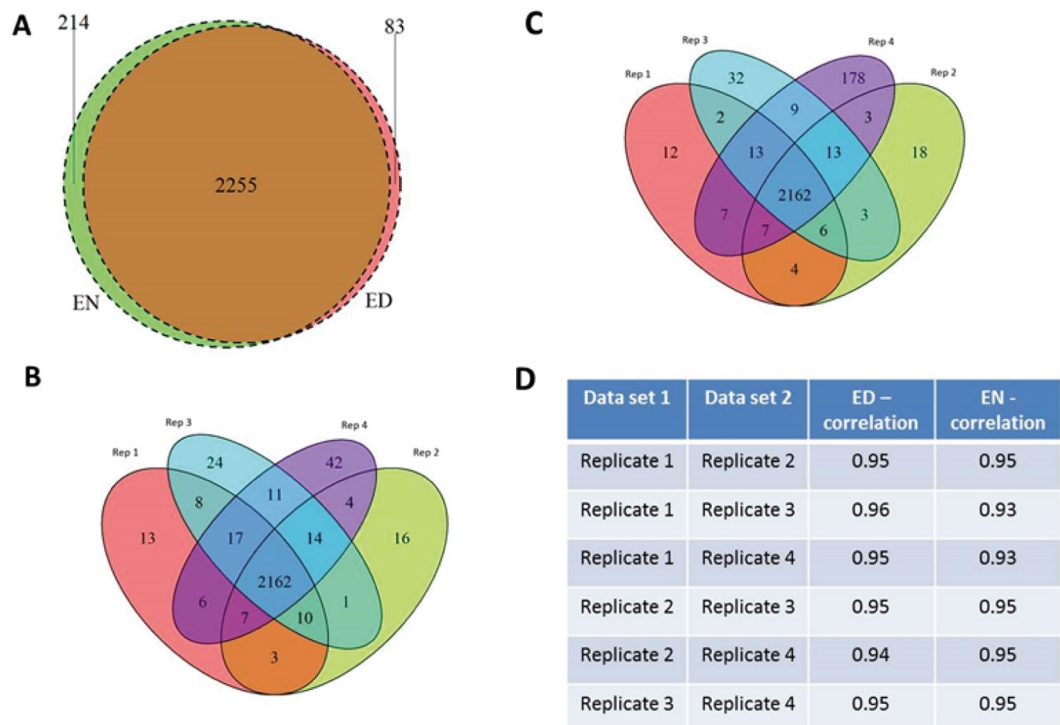 A
214
83
2255
EN
ED
B
Rep 1
Rep 3
Rep 4
Rep 2
24
42
8
11
4
13
17
14
16
2162
6
7
10
1
3
C
Rep 1
Rep 3
Rep 4
Rep 2
32
178
2
9
3
12
13
13
18
2162
7
7
6
3
4
D
Data set 1 Data set 2 ED – correlation EN - correlation
Replicate 1 Replicate 2 0.95 0.95
Replicate 1 Replicate 3 0.96 0.93
Replicate 1 Replicate 4 0.95 0.93
Replicate 2 Replicate 3 0.95 0.95
Replicate 2 Replicate 4 0.94 0.95
Replicate 3 Replicate 4 0.95 0.95